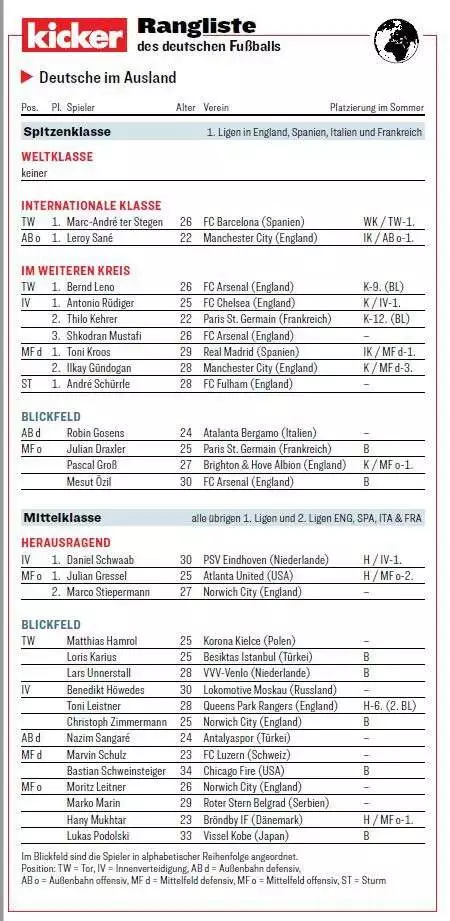 kicker Rangliste
des deutschen Fußballs
Deutsche im Ausland
Pos. Pl. Spieler Alter Verein Platzierung im Sommer
Spitzenklasse 1. Ligen in England, Spanien, Italien und Frankreich
WELTKLASSE
keiner
INTERNATIONALE KLASSE
TW 1. Marc-André ter Stegen 26 FC Barcelona (Spanien) WK / TW-1.
AB o 1. Leroy Sané 22 Manchester City (England) IK / AB o-1.
IM WEITEREN KREIS
TW 1. Bernd Leno 26 FC Arsenal (England) K-9. (BL)
IV 1. Antonio Rüdiger 25 FC Chelsea (England) K / IV-1.
2. Thilo Kehrer 22 Paris St. Germain (Frankreich) K-12. (BL)
3. Shkodran Mustafi 26 FC Arsenal (England) –
MF d 1. Toni Kroos 29 Real Madrid (Spanien) IK / MF d-1.
2. Ilkay Gündogan 28 Manchester City (England) K / MF d-3.
ST 1. André Schürrle 28 FC Fulham (England) –
BLICKFELD
AB d Robin Gosens 24 Atalanta Bergamo (Italien) –
MF o Julian Draxler 25 Paris St. Germain (Frankreich) B
Pascal Groß 27 Brighton & Hove Albion (England) K / MF o-1.
Mesut Özil 30 FC Arsenal (England) B
Mittelklasse alle übrigen 1. Ligen und 2. Ligen ENG, SPA, ITA & FRA
HERAUSRAGEND
IV 1. Daniel Schwaab 30 PSV Eindhoven (Niederlande) H / IV-1.
MF o 1. Julian Gressel 25 Atlanta United (USA) H / MF o-2.
2. Marco Stiepermann 27 Norwich City (England) –
BLICKFELD
TW Matthias Hamrol 25 Korona Kielce (Polen) –
Loris Karius 25 Besiktas Istanbul (Türkei) B
Lars Unnerstall 28 VVV-Venlo (Niederlande) B
IV Benedikt Höwedes 30 Lokomotive Moskau (Russland) –
Toni Leistner 28 Queens Park Rangers (England) H-6. (2. BL)
Christoph Zimmermann 25 Norwich City (England) B
AB d Nazim Sangaré 24 Antalyaspor (Türkei) –
MF d Marvin Schulz 23 FC Luzern (Schweiz) –
Bastian Schweinsteiger 34 Chicago Fire (USA) B
MF o Moritz Leitner 26 Norwich City (England) –
Marko Marin 29 Roter Stern Belgrad (Serbien) –
Hany Mukhtar 23 Bröndby IF (Dänemark) H / MF o-1.
Lukas Podolski 33 Vissel Kobe (Japan) B
Im Blickfeld sind die Spieler in alphabetischer Reihenfolge angeordnet.
Position: TW = Tor, IV = Innenverteidigung, AB d = Außenbahn defensiv,
AB o = Außenbahn offensiv, MF d = Mittelfeld defensiv, MF o = Mittelfeld offensiv, ST = Sturm